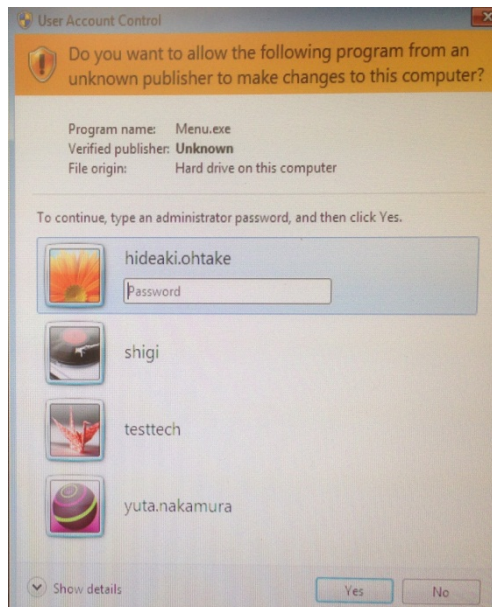 User Account Control
Do you want to allow the following program from an
unknown publisher to make changes to this computer?
Program name: Menu.exe
Verified publisher: Unknown
File origin: Hard drive on this computer
To continue, type an administrator password, and then click Yes.
hideaki.ohtake
Password
shigi
testtech
yuta.nakamura
Show details
Yes
No